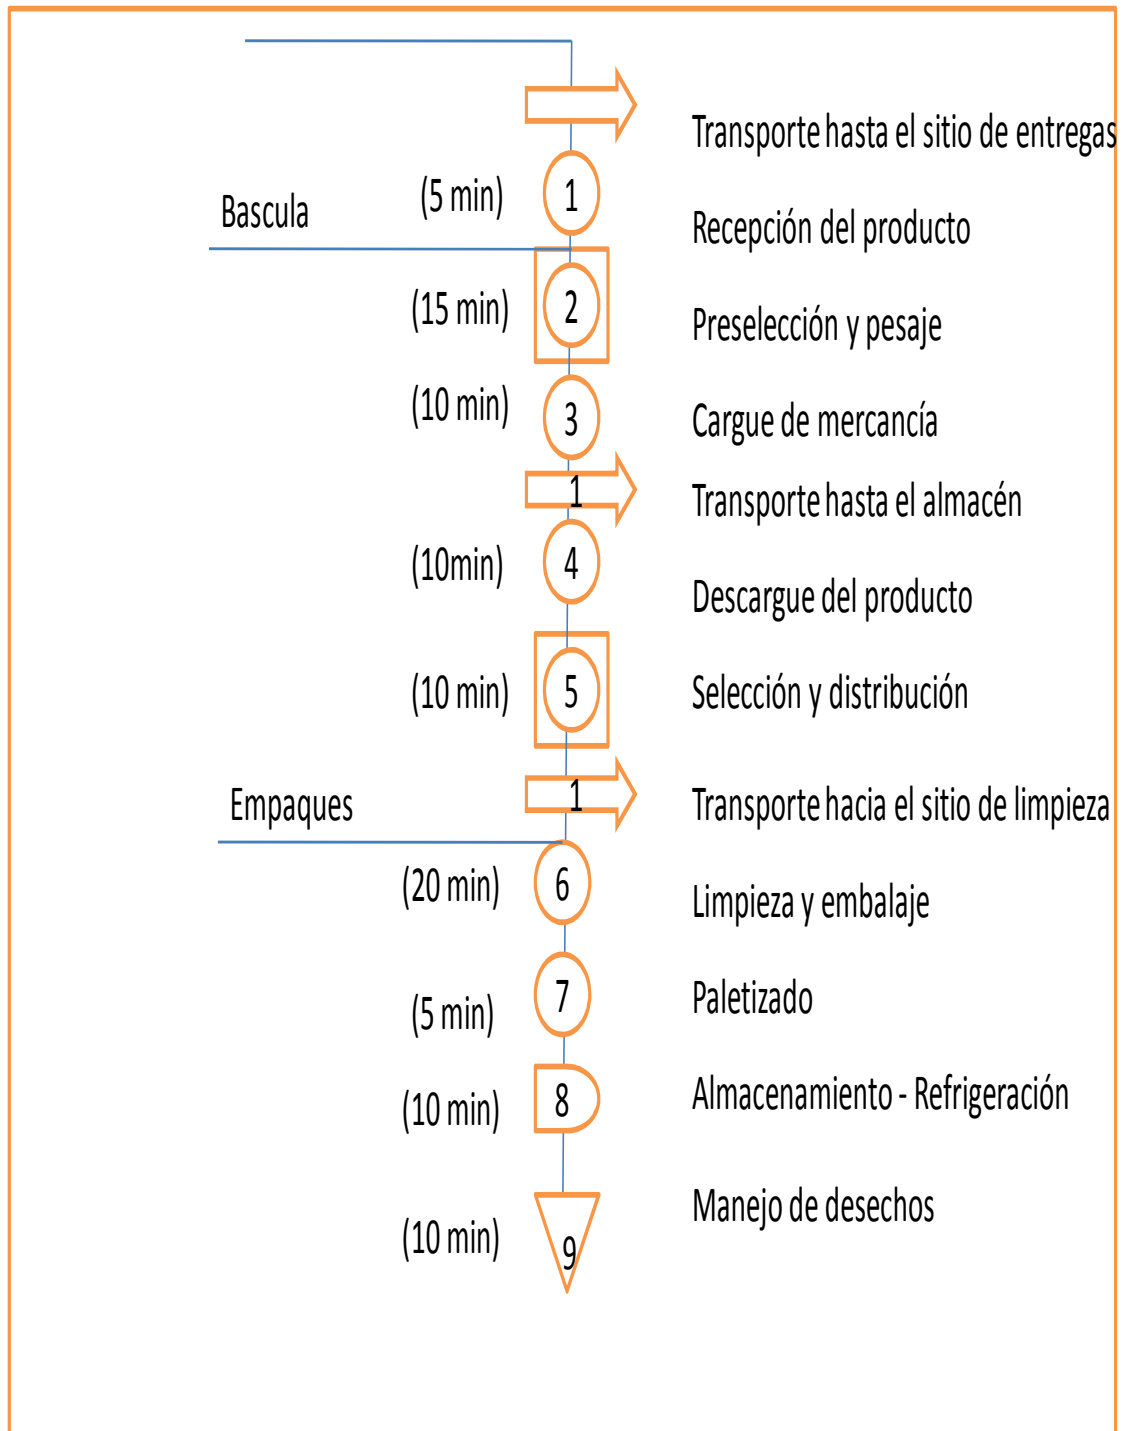 Transporte hasta el sitio de entregas
(5 min) 1
Bascula
Recepción del producto
(15 min) 2 Preselección y pesaje
(10 min) 3 Cargue de mercancía
1 Transporte hasta el almacén
(10min) 4 Descargue del producto
(10 min) 5 Selección y distribución
1 Transporte hacia el sitio de limpieza
Empaques
(20 min) 6 Limpieza y embalaje
(5 min) 7 Paletizado
(10 min) 8 Almacenamiento - Refrigeración
(10 min) 9 Manejo de desechos